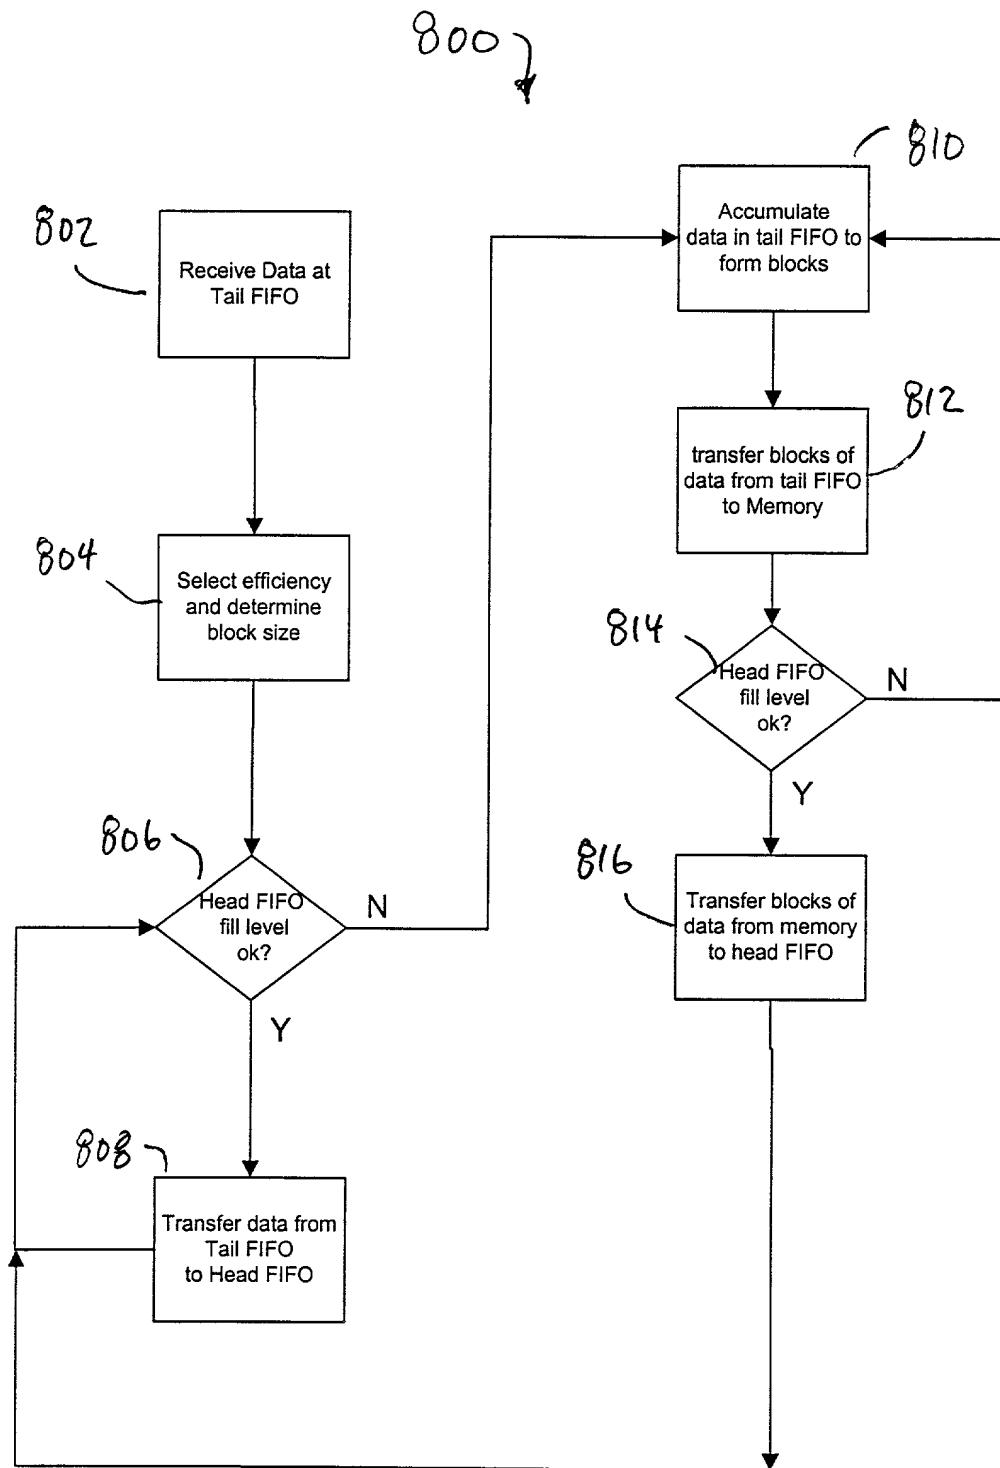 800
802
Receive Data at
Tail FIFO
804
Select efficiency
and determine
block size
806
Head FIFO
fill level
ok?
N
Y
808
Transfer data from
Tail FIFO
to Head FIFO
810
Accumulate
data in tail FIFO to
form blocks
812
transfer blocks of
data from tail FIFO
to Memory
814
Head FIFO
fill level
ok?
N
Y
816
Transfer blocks of
data from memory
to head FIFO